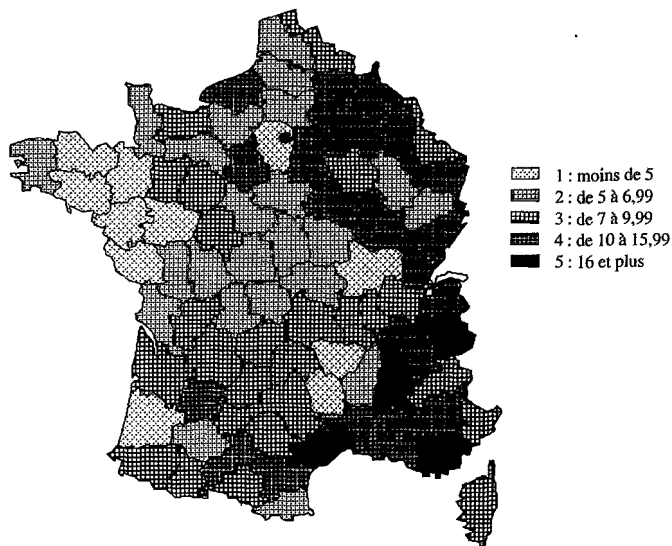 1 : moins de 5
2 : de 5 à 6,99
3 : de 7 à 9,99
4 : de 10 à 15,99
5 : 16 et plus